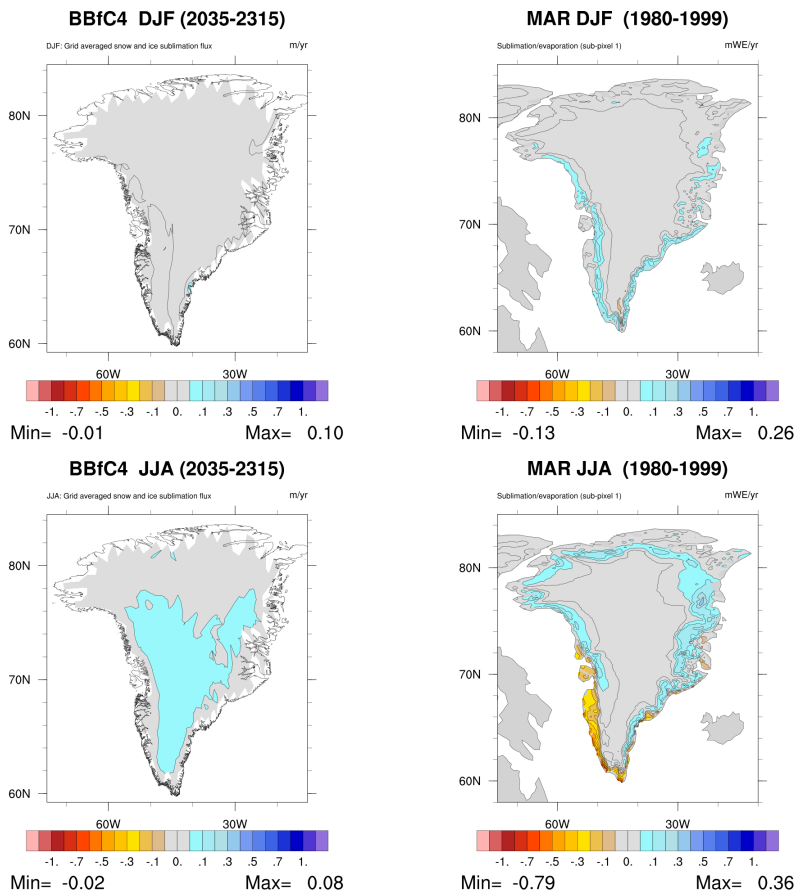 BBfC4 DJF (2035-2315)
DJF: Grid averaged snow and ice sublimation flux m/yr
80N
70N
60N
60W 30W
-1. -.7 -.5 -.3 -.1 0. .1 .3 .5 .7 1.
Min= -0.01 Max= 0.10
MAR DJF (1980-1999)
Sublimation/evaporation (sub-pixel 1) mWE/yr
80N
70N
60N
60W 30W
-1. -.7 -.5 -.3 -.1 0. .1 .3 .5 .7 1.
Min= -0.13 Max= 0.26
BBfC4 JJA (2035-2315)
JJA: Grid averaged snow and ice sublimation flux m/yr
80N
70N
60N
60W 30W
-1. -.7 -.5 -.3 -.1 0. .1 .3 .5 .7 1.
Min= -0.02 Max= 0.08
MAR JJA (1980-1999)
Sublimation/evaporation (sub-pixel 1) mWE/yr
80N
70N
60N
60W 30W
-1. -.7 -.5 -.3 -.1 0. .1 .3 .5 .7 1.
Min= -0.79 Max= 0.36